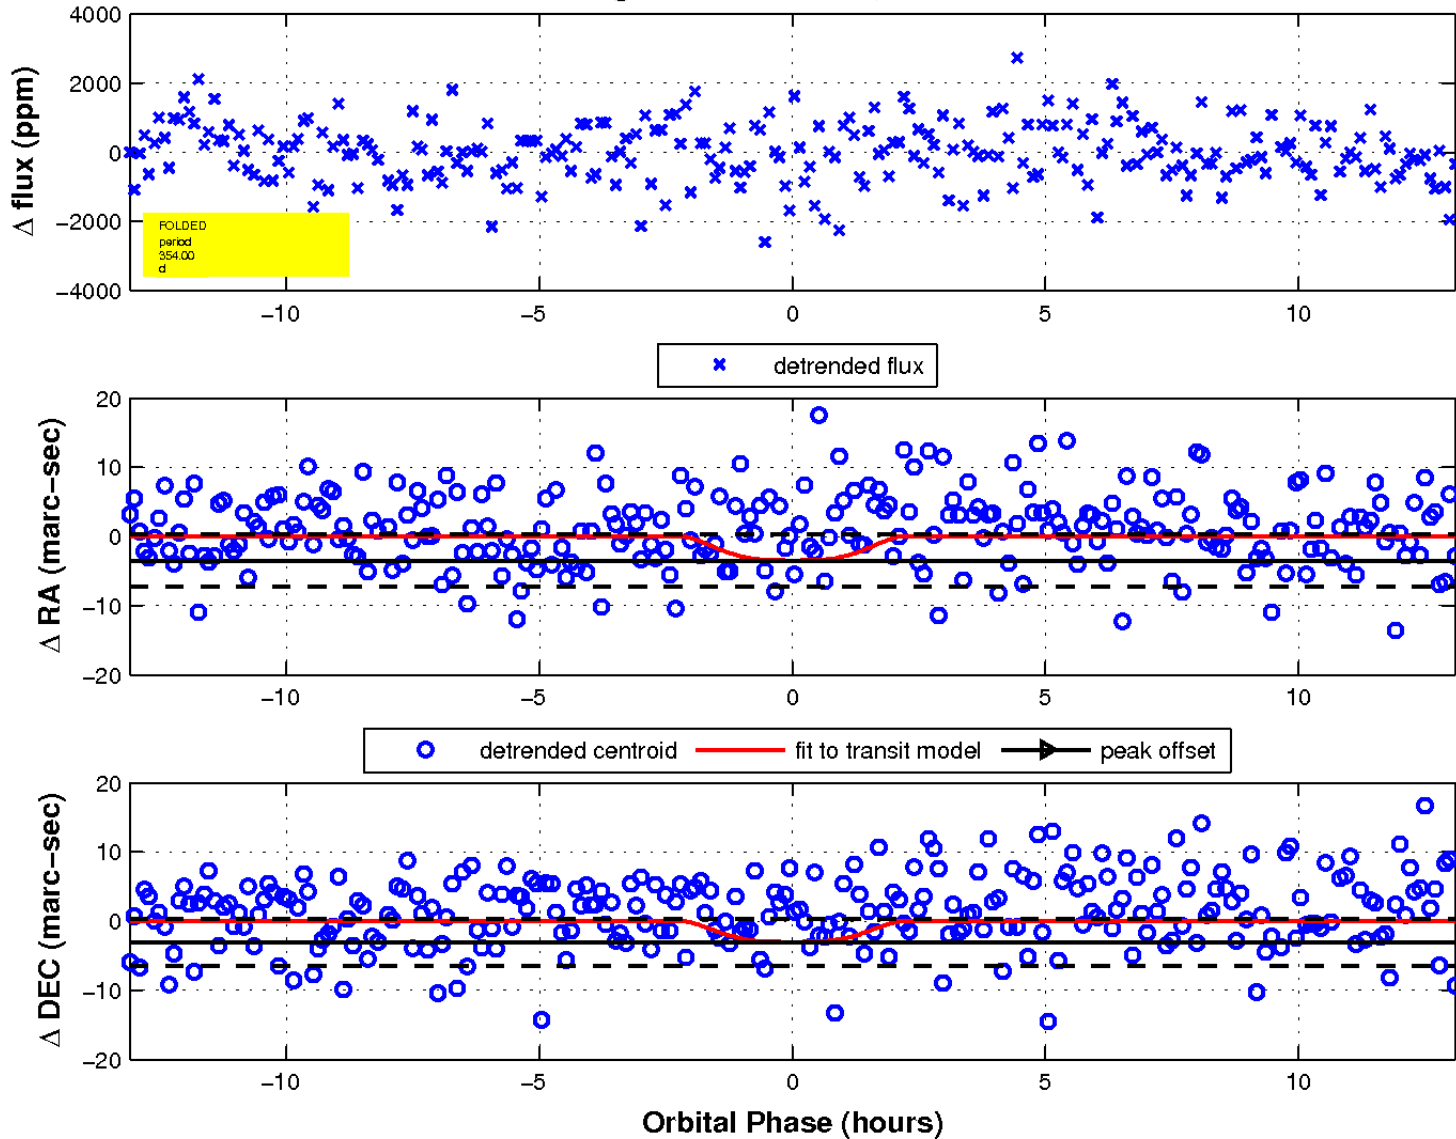 4000
2000
0
−2000
−4000
Δ flux (ppm)
FOLDED
period
354.00
d
−10
−5
0
5
10
detrended flux
20
10
0
−10
−20
Δ RA (marc−sec)
−10
−5
0
5
10
detrended centroid
fit to transit model
peak offset
20
10
0
−10
−20
Δ DEC (marc−sec)
−10
−5
0
5
10
Orbital Phase (hours)